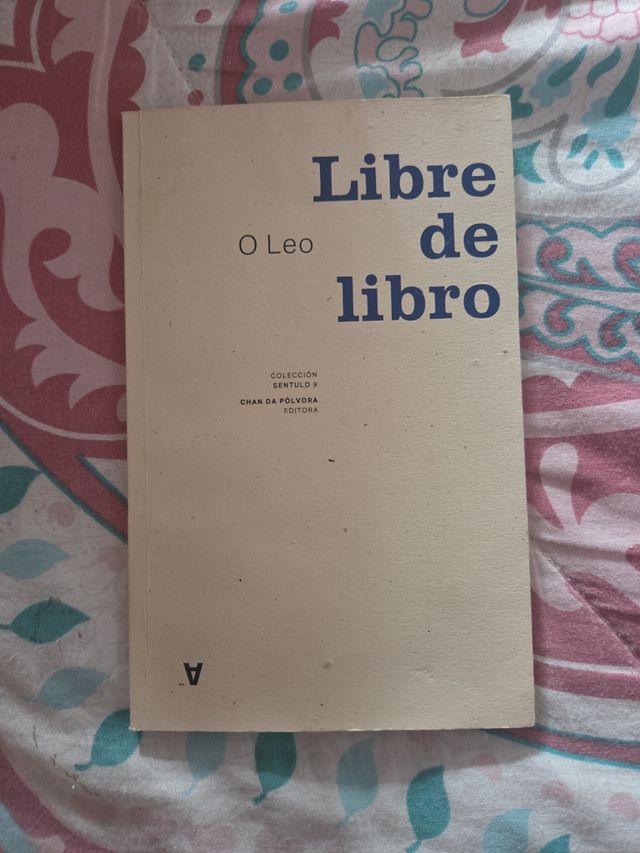 Libre
de
libro
O Leo
COLECCIÓN
SENTULO 9
CHAN DA PÓLVORA
EDITORA